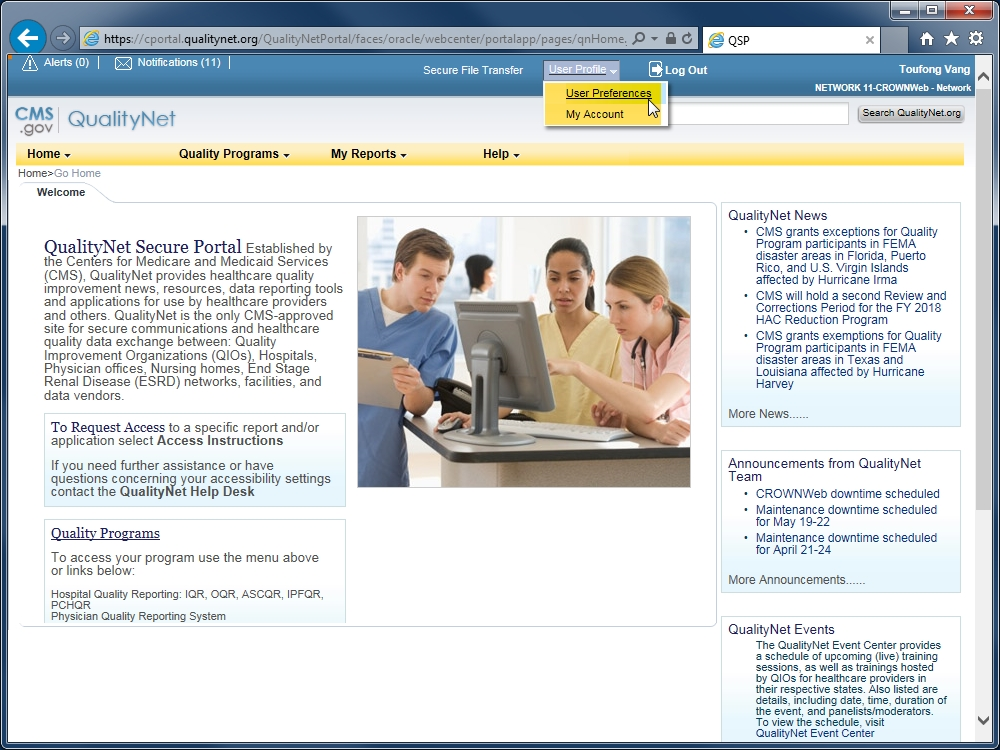 https://cportal.qualitynet.org/QualityNetPortal/faces/oracle/webcenter/portalapp/pages/qnHome.
QSP
Alerts (0)
Notifications (11)
Secure File Transfer
User Profile
Log Out
Toufong Vang
NETWORK 11-CROWNWeb - Network
User Preferences
My Account
CMS
.gov
QualityNet
Search QualityNet.org
Home
Quality Programs
My Reports
Help
Home>Go Home
Welcome
QualityNet Secure Portal Established by
the Centers for Medicare and Medicaid Services
(CMS), QualityNet provides healthcare quality
improvement news, resources, data reporting tools
and applications for use by healthcare providers
and others. QualityNet is the only CMS-approved
site for secure communications and healthcare
quality data exchange between: Quality
Improvement Organizations (QIOs), Hospitals,
Physician offices, Nursing homes, End Stage
Renal Disease (ESRD) networks, facilities, and
data vendors.
To Request Access to a specific report and/or
application select Access Instructions
If you need further assistance or have
questions concerning your accessibility settings
contact the QualityNet Help Desk
Quality Programs
To access your program use the menu above
or links below:
Hospital Quality Reporting: IQR, OQR, ASCQR, IPFQR,
PCHQR
Physician Quality Reporting System
QualityNet News
• CMS grants exceptions for Quality
Program participants in FEMA
disaster areas in Florida, Puerto
Rico, and U.S. Virgin Islands
affected by Hurricane Irma
• CMS will hold a second Review and
Corrections Period for the FY 2018
HAC Reduction Program
• CMS grants exemptions for Quality
Program participants in FEMA
disaster areas in Texas and
Louisiana affected by Hurricane
Harvey
More News......
Announcements from QualityNet
Team
• CROWNWeb downtime scheduled
• Maintenance downtime scheduled
for May 19-22
• Maintenance downtime scheduled
for April 21-24
More Announcements......
QualityNet Events
The QualityNet Event Center provides
a schedule of upcoming (live) training
sessions, as well as trainings hosted
by QIOs for healthcare providers in
their respective states. Also listed are
details, including date, time, duration of
the event, and panelists/moderators.
To view the schedule, visit
QualityNet Event Center